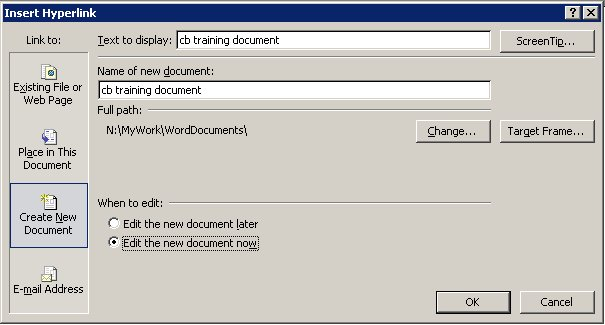 Insert Hyperlink
Link to:
Text to display: cb training document
ScreenTip...
Existing File or
Web Page
Place in This
Document
Create New
Document
E-mail Address
Name of new document:
cb training document
Full path:
N:\MyWork\WordDocuments\
Change...
Target Frame...
When to edit:
Edit the new document later
Edit the new document now
OK
Cancel